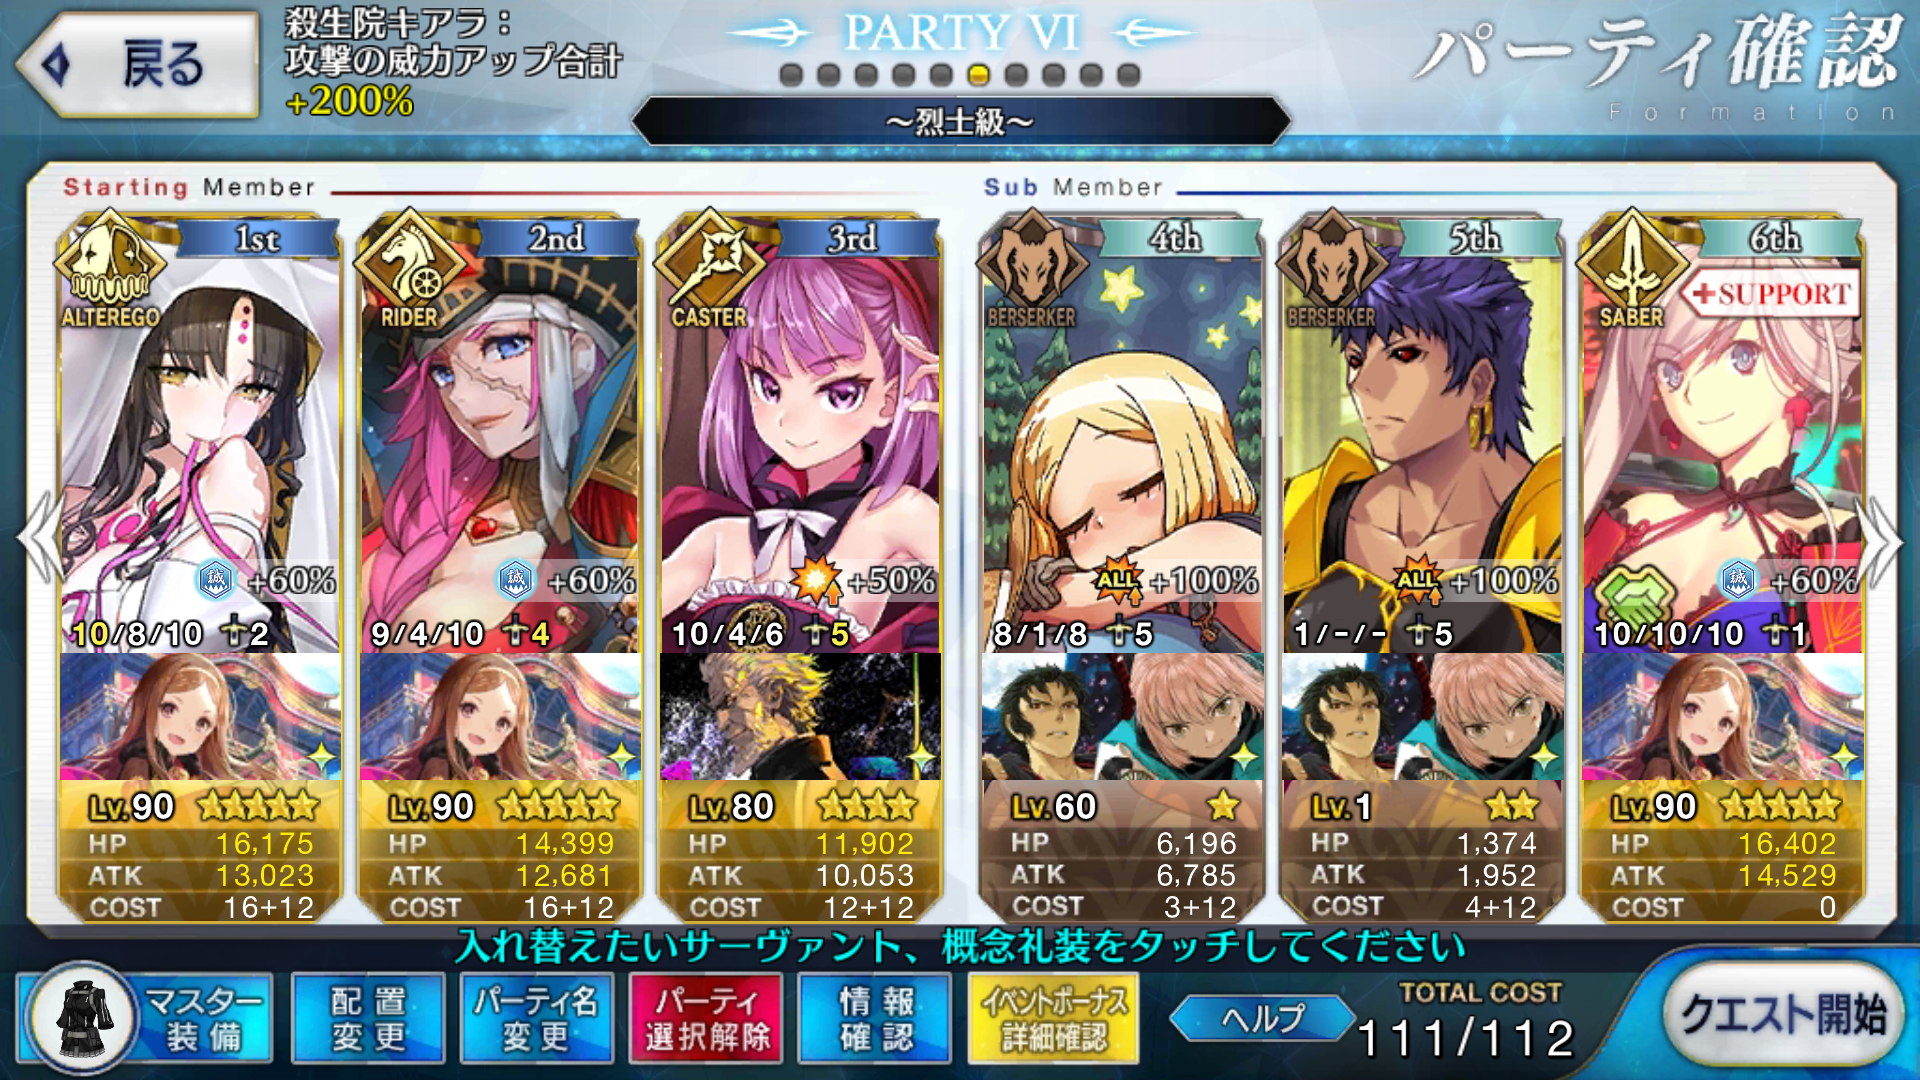 戻る
殺生院キアラ：
攻撃の威力アップ合計
+200%
PARTY VI
～烈士級～
パーティ確認
Formation
Starting Member
Sub Member
1st
ALTEREGO
+60%
10/8/10 2
Lv.90
HP 16,175
ATK 13,023
COST 16+12
2nd
RIDER
+60%
9/4/10 4
Lv.90
HP 14,399
ATK 12,681
COST 16+12
3rd
CASTER
+50%
10/4/6 5
Lv.80
HP 11,902
ATK 10,053
COST 12+12
4th
BERSERKER
ALL +100%
8/1/8 5
Lv.60
HP 6,196
ATK 6,785
COST 3+12
5th
BERSERKER
ALL +100%
1/-/- 5
Lv.1
HP 1,374
ATK 1,952
COST 4+12
6th
+SUPPORT
SABER
誠 +60%
10/10/10 1
Lv.90
HP 16,402
ATK 14,529
COST 0
入れ替えたいサーヴァント、概念礼装をタッチしてください
マスター
装備
配置
変更
パーティ名
変更
パーティ
選択解除
情報
確認
イベントボーナス
詳細確認
ヘルプ
TOTAL COST
111/112
クエスト開始